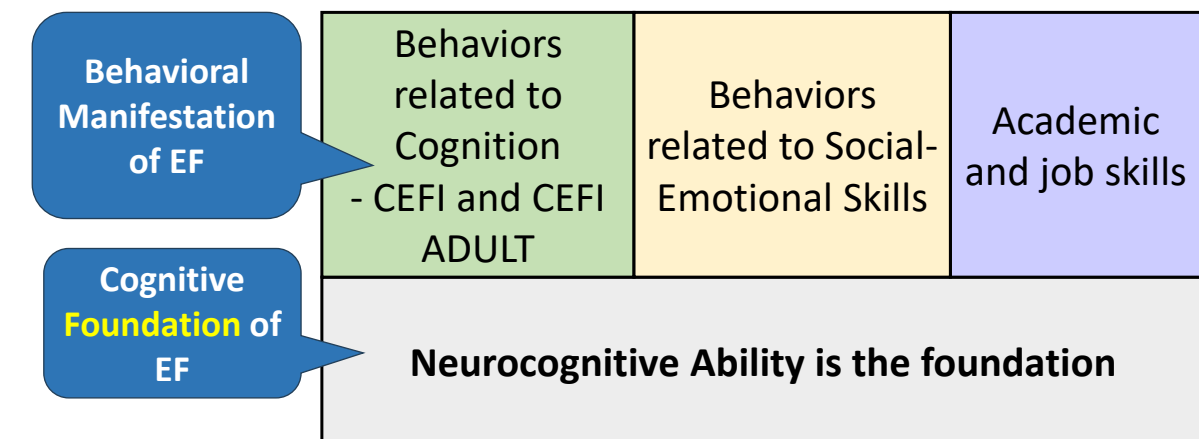 Behavioral
Manifestation
of EF
Behaviors
related to
Cognition
- CEFI and CEFI
ADULT
Behaviors
related to Social-
Emotional Skills
Academic
and job skills
Cognitive
Foundation of
EF
Neurocognitive Ability is the foundation